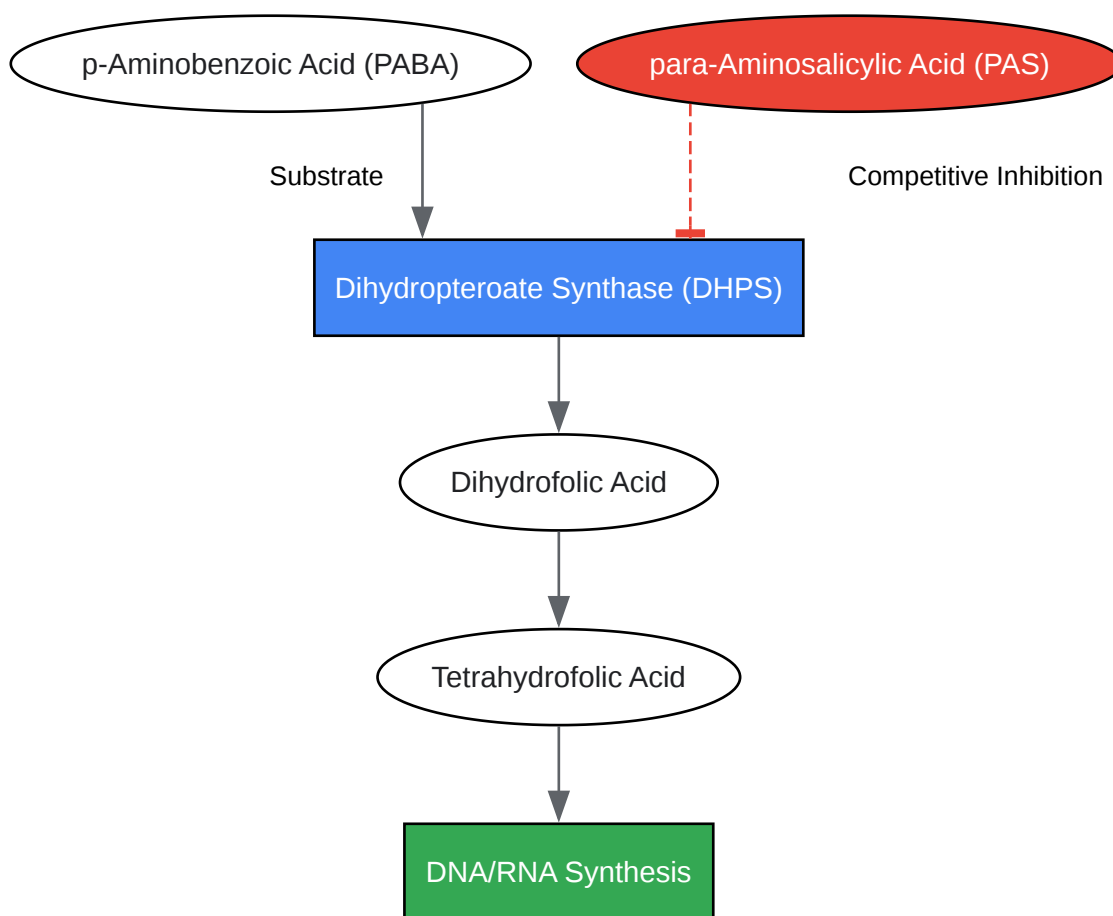 p-Aminobenzoic Acid (PABA)
para-Aminosalicylic Acid (PAS)
Substrate
Competitive Inhibition
Dihydropteroate Synthase (DHPS)
Dihydrofolic Acid
Tetrahydrofolic Acid
DNA/RNA Synthesis